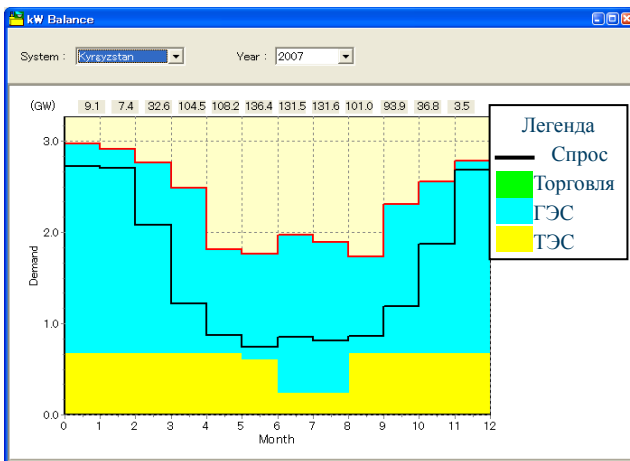 kW Balance
System : Kyrgyzstan Year : 2007
(GW) 9.1 7.4 32.6 104.5 108.2 136.4 131.5 131.6 101.0 93.9 36.8 3.5
Легенда
Спрос
Торговля
ГЭС
ТЭС
3.0
2.0
1.0
0.0
Demand
0 1 2 3 4 5 6 7 8 9 10 11 12
Month